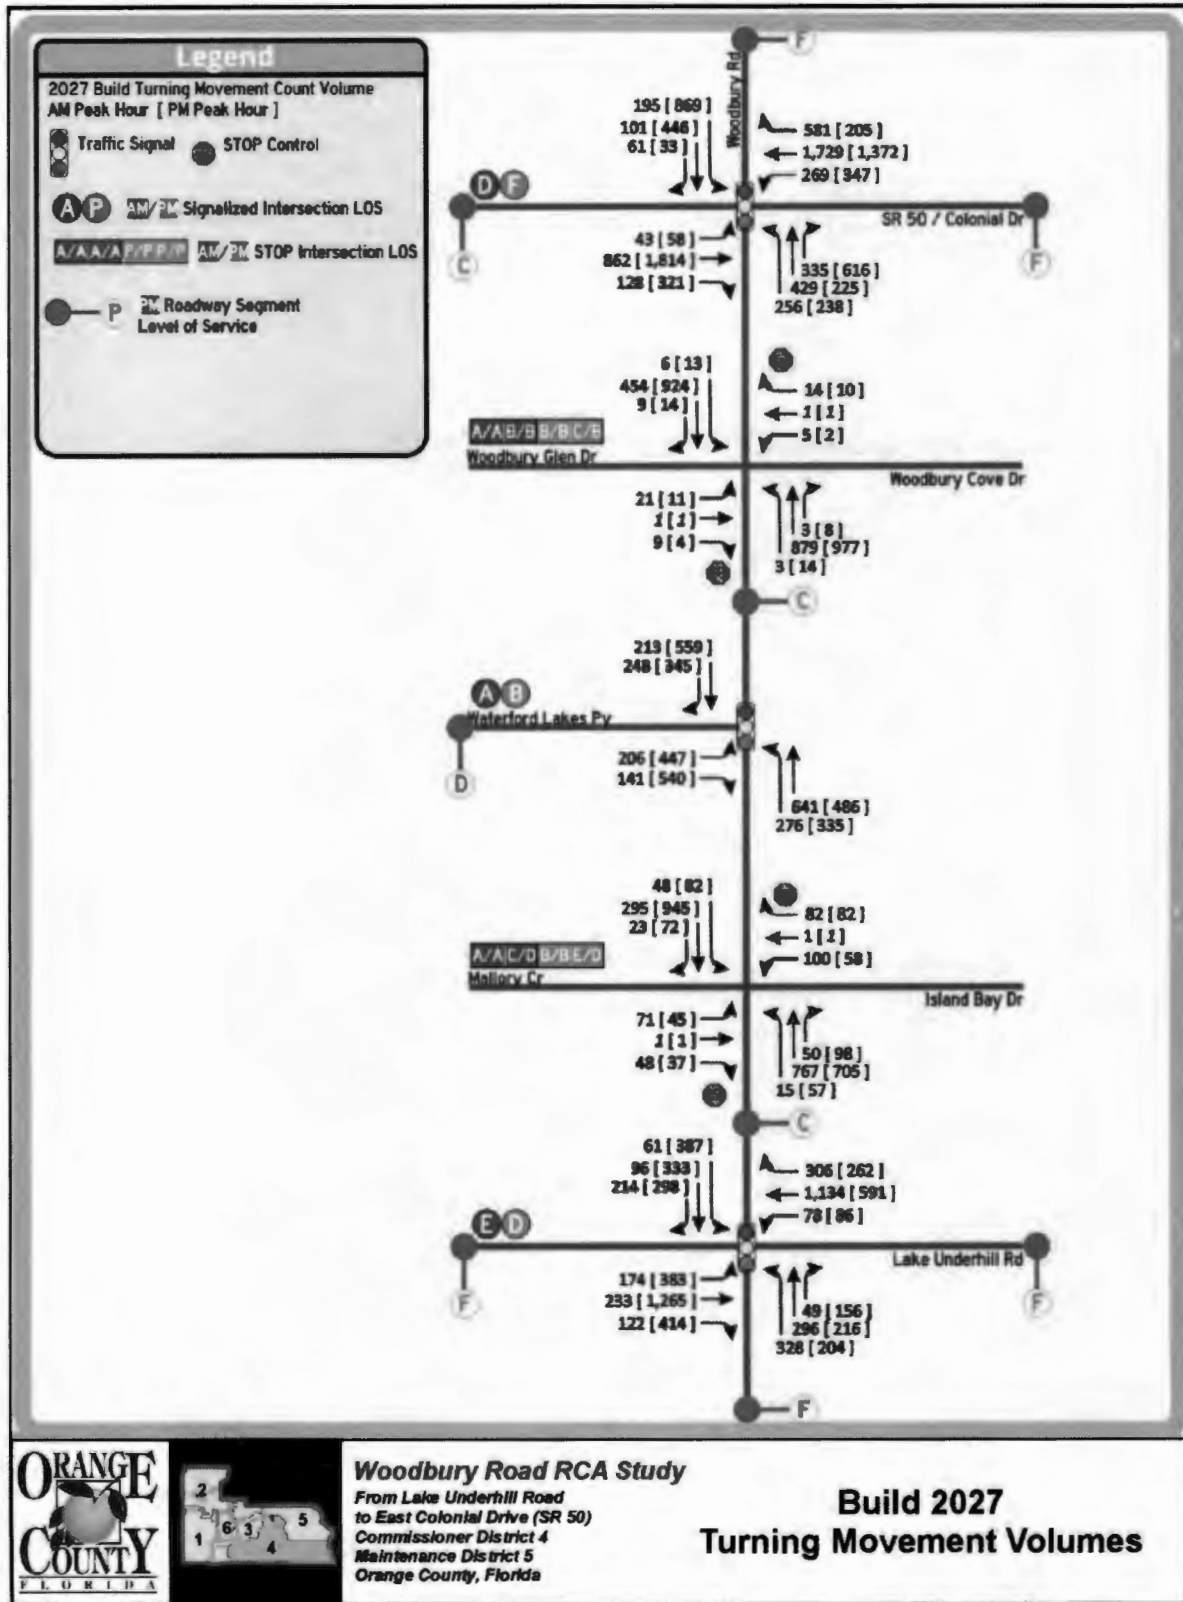 Legend
2027 Build Turning Movement Count Volume
AM Peak Hour [ PM Peak Hour ]
Traffic Signal STOP Control
A P AM/PM Signalized Intersection LOS
A/A A/A P/P P/P AM/PM STOP Intersection LOS
P PM Roadway Segment
Level of Service
F
Woodbury Rd
195 [ 869 ]
101 [ 446 ]
61 [ 33 ]
581 [ 205 ]
1,729 [ 1,372 ]
269 [ 347 ]
D F
SR 50 / Colonial Dr
C
F
43 [ 58 ]
862 [ 1,814 ]
128 [ 321 ]
335 [ 616 ]
429 [ 225 ]
256 [ 238 ]
6 [ 13 ]
454 [ 924 ]
9 [ 14 ]
14 [ 10 ]
1 [ 1 ]
5 [ 2 ]
A/A B/B B/B C/B
Woodbury Glen Dr
Woodbury Cove Dr
21 [ 11 ]
1 [ 1 ]
9 [ 4 ]
3 [ 8 ]
879 [ 977 ]
3 [ 14 ]
C
213 [ 559 ]
248 [ 345 ]
A B
Waterford Lakes Py
D
206 [ 447 ]
141 [ 540 ]
641 [ 486 ]
276 [ 335 ]
48 [ 82 ]
295 [ 945 ]
23 [ 72 ]
82 [ 82 ]
1 [ 1 ]
100 [ 58 ]
A/A C/D B/B E/D
Mallory Cr
Island Bay Dr
71 [ 45 ]
1 [ 1 ]
48 [ 37 ]
50 [ 98 ]
767 [ 705 ]
15 [ 57 ]
C
61 [ 387 ]
96 [ 333 ]
214 [ 298 ]
306 [ 262 ]
1,134 [ 591 ]
78 [ 86 ]
E D
Lake Underhill Rd
F
F
174 [ 383 ]
233 [ 1,265 ]
122 [ 414 ]
49 [ 156 ]
296 [ 216 ]
328 [ 204 ]
F
ORANGE
COUNTY
FLORIDA
2
1
6
3
5
4
Woodbury Road RCA Study
From Lake Underhill Road
to East Colonial Drive (SR 50)
Commissioner District 4
Maintenance District 5
Orange County, Florida
Build 2027
Turning Movement Volumes